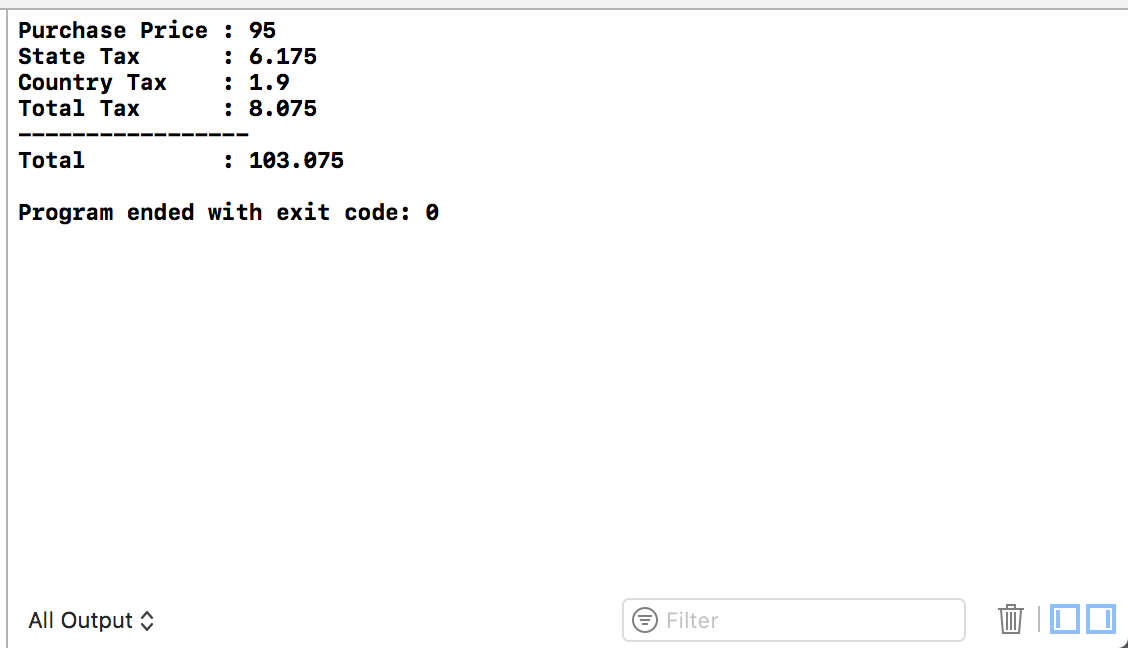 Purchase Price : 95
State Tax      : 6.175
Country Tax    : 1.9
Total Tax      : 8.075
-----------------
Total          : 103.075
Program ended with exit code: 0
All Output
Filter